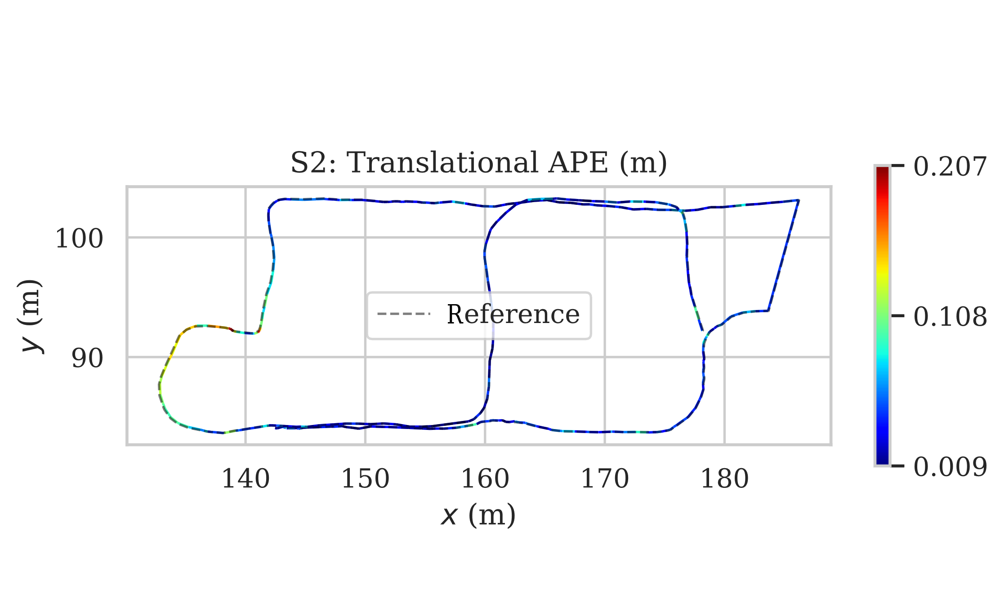 S2: Translational APE (m)
0.207
0.108
0.009
100
90
y (m)
Reference
140 150 160 170 180
x (m)